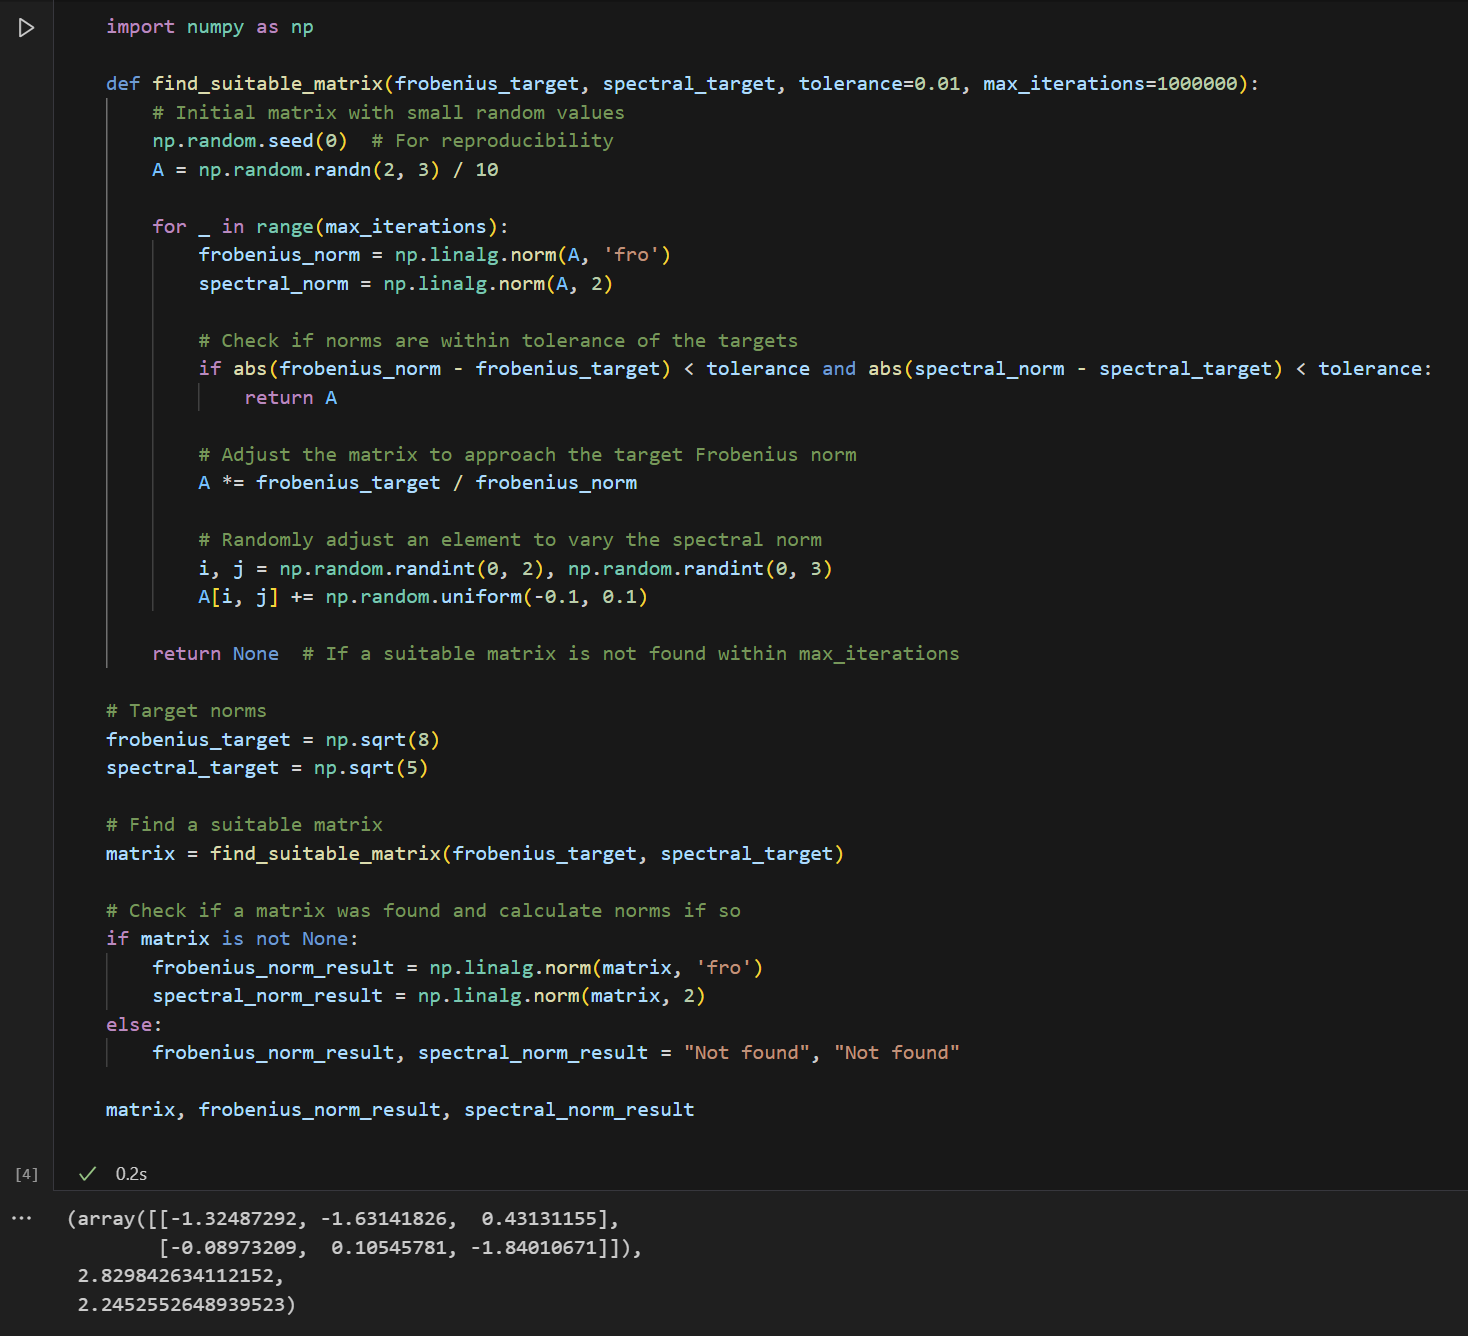 import numpy as np
def find_suitable_matrix(frobenius_target, spectral_target, tolerance=0.01, max_iterations=1000000):
    # Initial matrix with small random values
    np.random.seed(0)  # For reproducibility
    A = np.random.randn(2, 3) / 10
    for _ in range(max_iterations):
        frobenius_norm = np.linalg.norm(A, 'fro')
        spectral_norm = np.linalg.norm(A, 2)
        # Check if norms are within tolerance of the targets
        if abs(frobenius_norm - frobenius_target) < tolerance and abs(spectral_norm - spectral_target) < tolerance:
            return A
        # Adjust the matrix to approach the target Frobenius norm
        A *= frobenius_target / frobenius_norm
        # Randomly adjust an element to vary the spectral norm
        i, j = np.random.randint(0, 2), np.random.randint(0, 3)
        A[i, j] += np.random.uniform(-0.1, 0.1)
    return None  # If a suitable matrix is not found within max_iterations
# Target norms
frobenius_target = np.sqrt(8)
spectral_target = np.sqrt(5)
# Find a suitable matrix
matrix = find_suitable_matrix(frobenius_target, spectral_target)
# Check if a matrix was found and calculate norms if so
if matrix is not None:
    frobenius_norm_result = np.linalg.norm(matrix, 'fro')
    spectral_norm_result = np.linalg.norm(matrix, 2)
else:
    frobenius_norm_result, spectral_norm_result = "Not found", "Not found"
matrix, frobenius_norm_result, spectral_norm_result
[4] ✓ 0.2s
(array([[-1.32487292, -1.63141826,  0.43131155],
        [-0.08973209,  0.10545781, -1.84010671]]),
 2.829842634112152,
 2.2452552648939523)